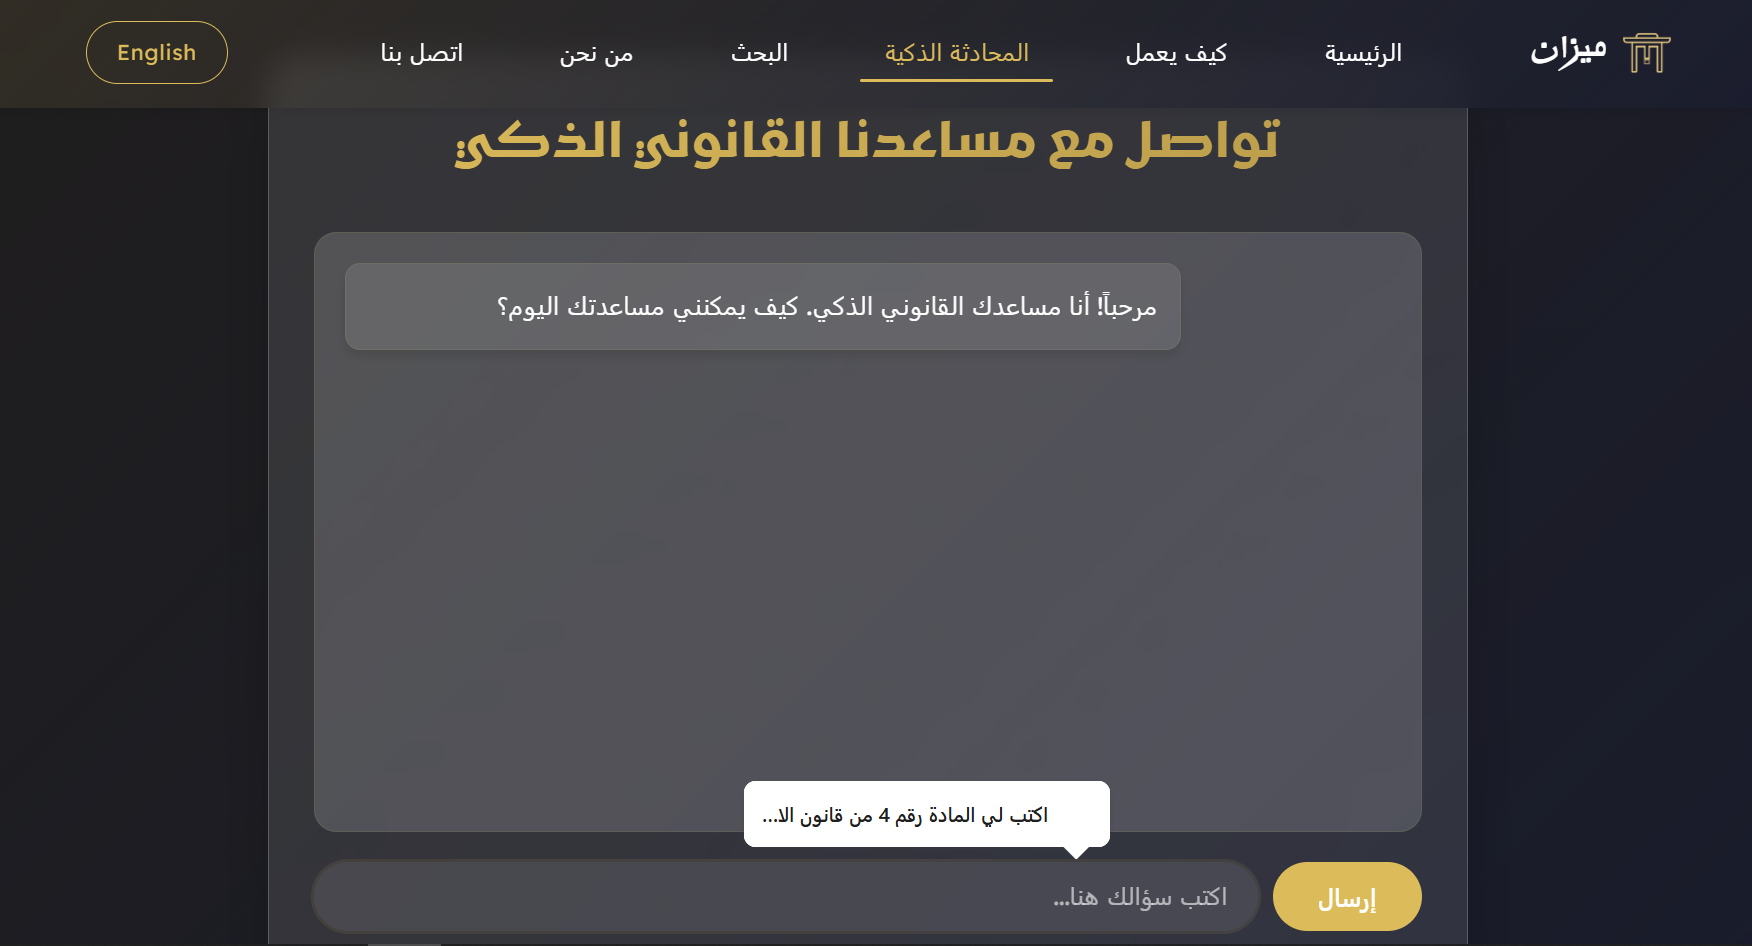 ميزان
الرئيسية
كيف يعمل
المحادثة الذكية
البحث
من نحن
اتصل بنا
English
تواصل مع مساعدنا القانوني الذكي
مرحباً! أنا مساعدك القانوني الذكي. كيف يمكنني مساعدتك اليوم؟
اكتب لي المادة رقم 4 من قانون الا...
اكتب سؤالك هنا...
إرسال